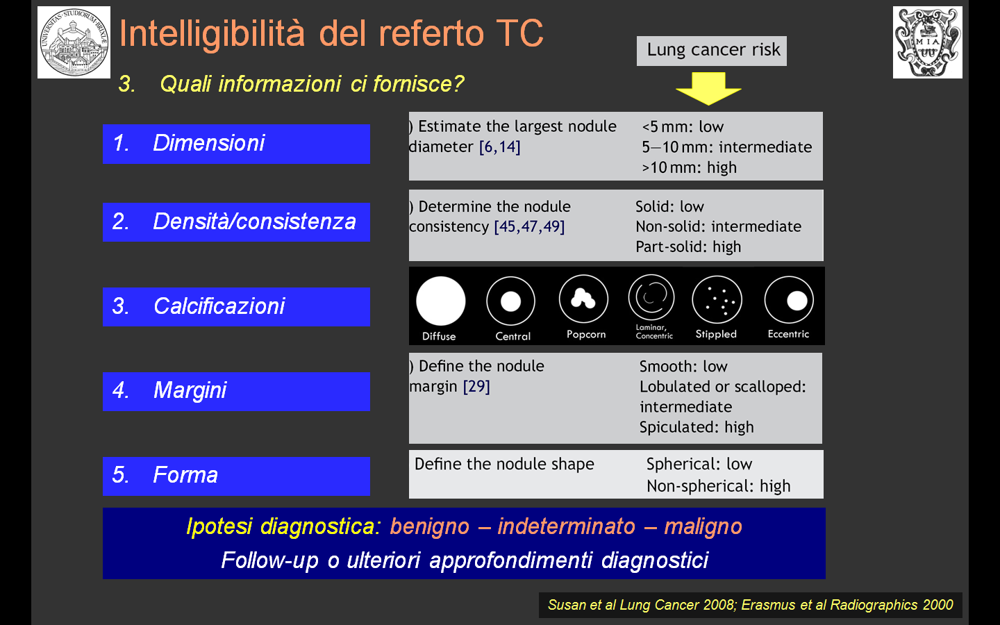 Intelligibilità del referto TC
3. Quali informazioni ci fornisce?
Lung cancer risk
1. Dimensioni
) Estimate the largest nodule
diameter [6,14]
<5 mm: low
5–10 mm: intermediate
>10 mm: high
2. Densità/consistenza
) Determine the nodule
consistency [45,47,49]
Solid: low
Non-solid: intermediate
Part-solid: high
3. Calcificazioni
Diffuse
Central
Popcorn
Laminar,
Concentric
Stippled
Eccentric
4. Margini
) Define the nodule
margin [29]
Smooth: low
Lobulated or scalloped:
intermediate
Spiculated: high
5. Forma
Define the nodule shape
Spherical: low
Non-spherical: high
Ipotesi diagnostica: benigno – indeterminato – maligno
Follow-up o ulteriori approfondimenti diagnostici
Susan et al Lung Cancer 2008; Erasmus et al Radiographics 2000
UNIVERSITAS · STUDIORUM · BRIXIAE
MIA